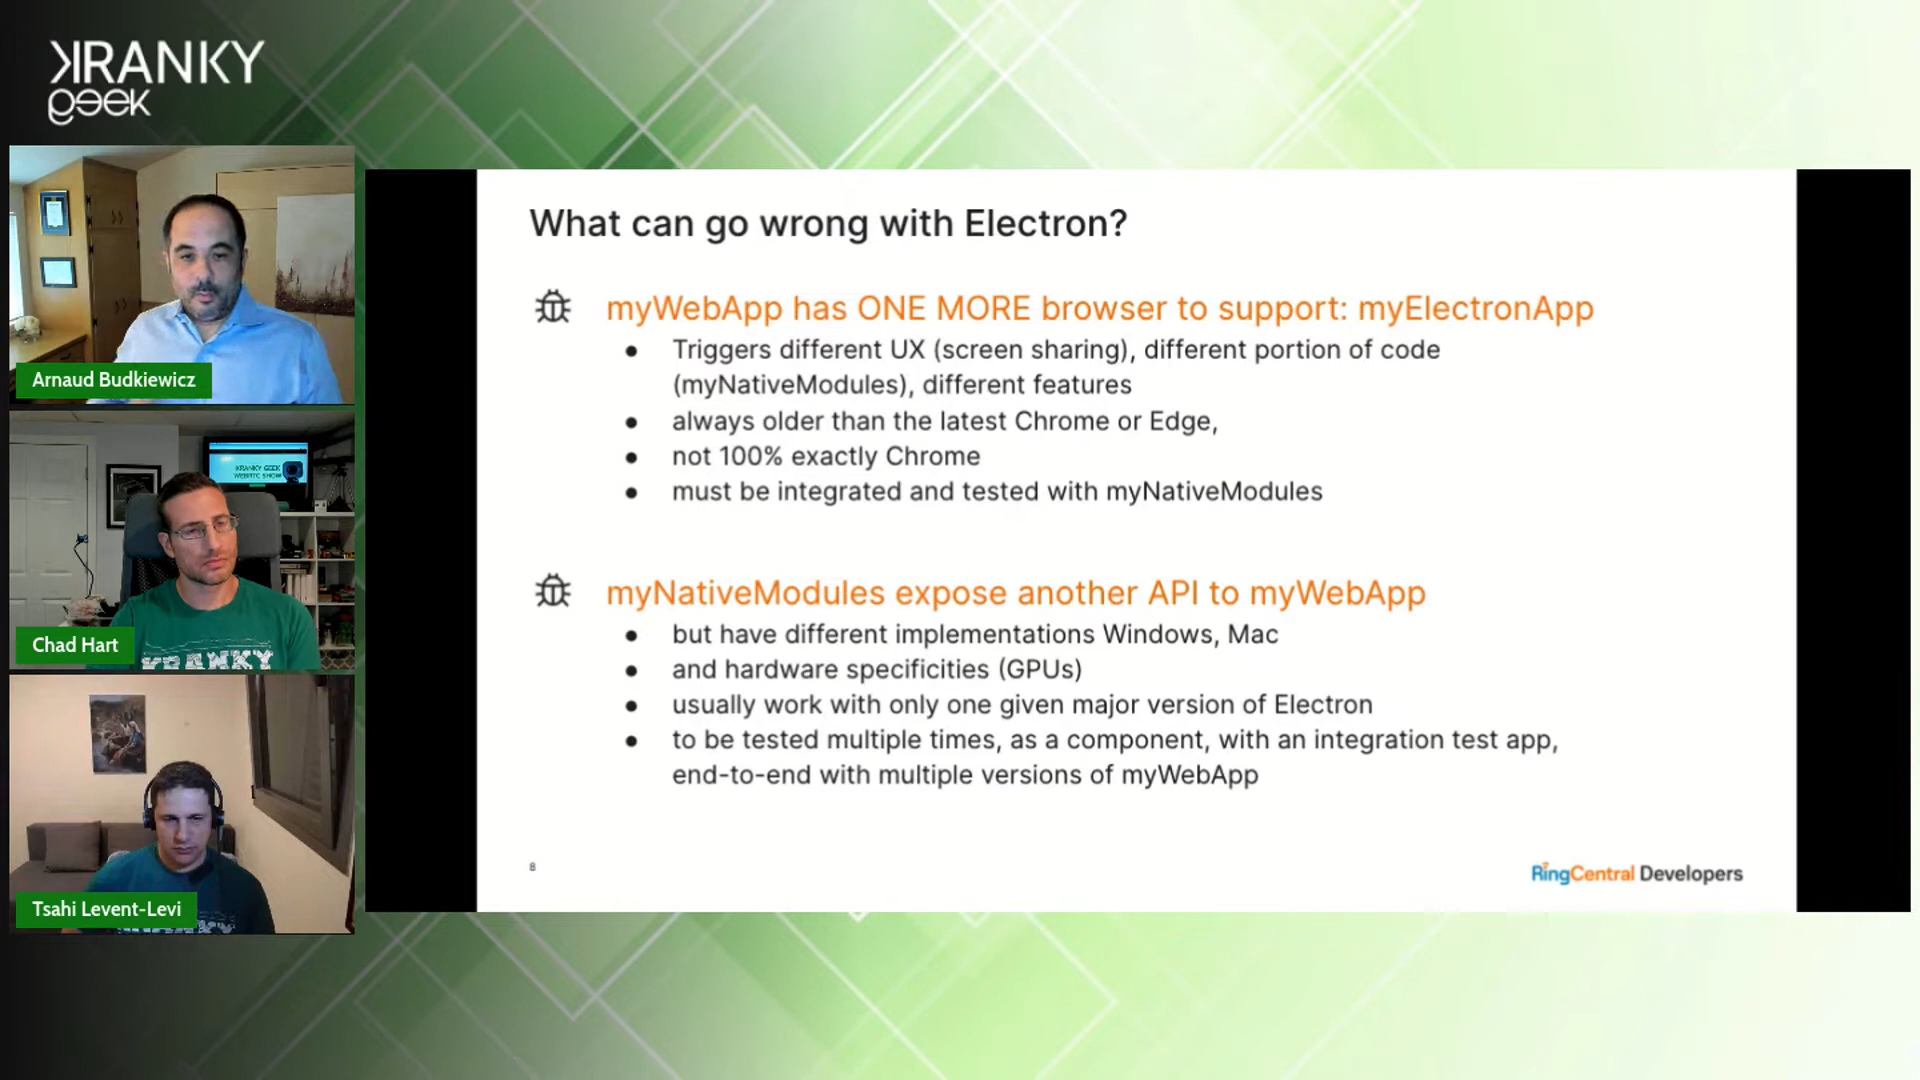 KRANKY
geek
Arnaud Budkiewicz
KRANKY GEEK
WEBRTC SHOW
Chad Hart
KRANKY
Tsahi Levent-Levi
What can go wrong with Electron?
myWebApp has ONE MORE browser to support: myElectronApp
● Triggers different UX (screen sharing), different portion of code
(myNativeModules), different features
● always older than the latest Chrome or Edge,
● not 100% exactly Chrome
● must be integrated and tested with myNativeModules
myNativeModules expose another API to myWebApp
● but have different implementations Windows, Mac
● and hardware specificities (GPUs)
● usually work with only one given major version of Electron
● to be tested multiple times, as a component, with an integration test app,
end-to-end with multiple versions of myWebApp
8
RingCentral Developers